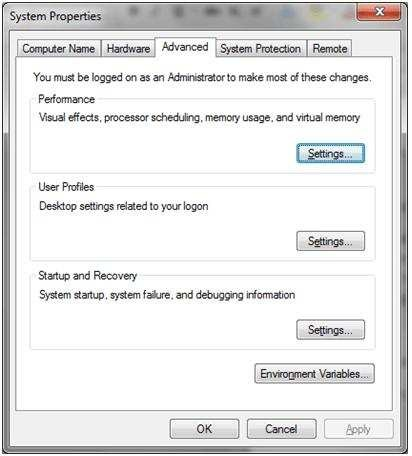 System Properties
Computer Name Hardware Advanced System Protection Remote
You must be logged on as an Administrator to make most of these changes.
Performance
Visual effects, processor scheduling, memory usage, and virtual memory
Settings...
User Profiles
Desktop settings related to your logon
Settings...
Startup and Recovery
System startup, system failure, and debugging information
Settings...
Environment Variables...
OK Cancel Apply